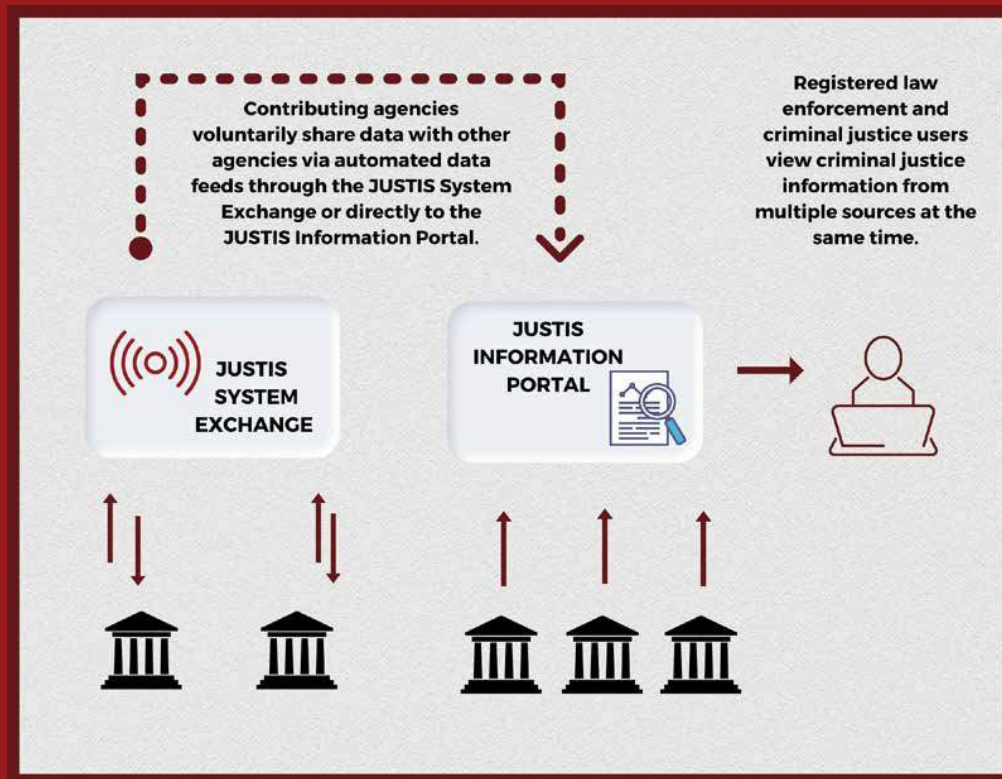 Contributing agencies
voluntarily share data with other
agencies via automated data
feeds through the JUSTIS System
Exchange or directly to the
JUSTIS Information Portal.
Registered law
enforcement and
criminal justice users
view criminal justice
information from
multiple sources at the
same time.
JUSTIS
SYSTEM
EXCHANGE
JUSTIS
INFORMATION
PORTAL